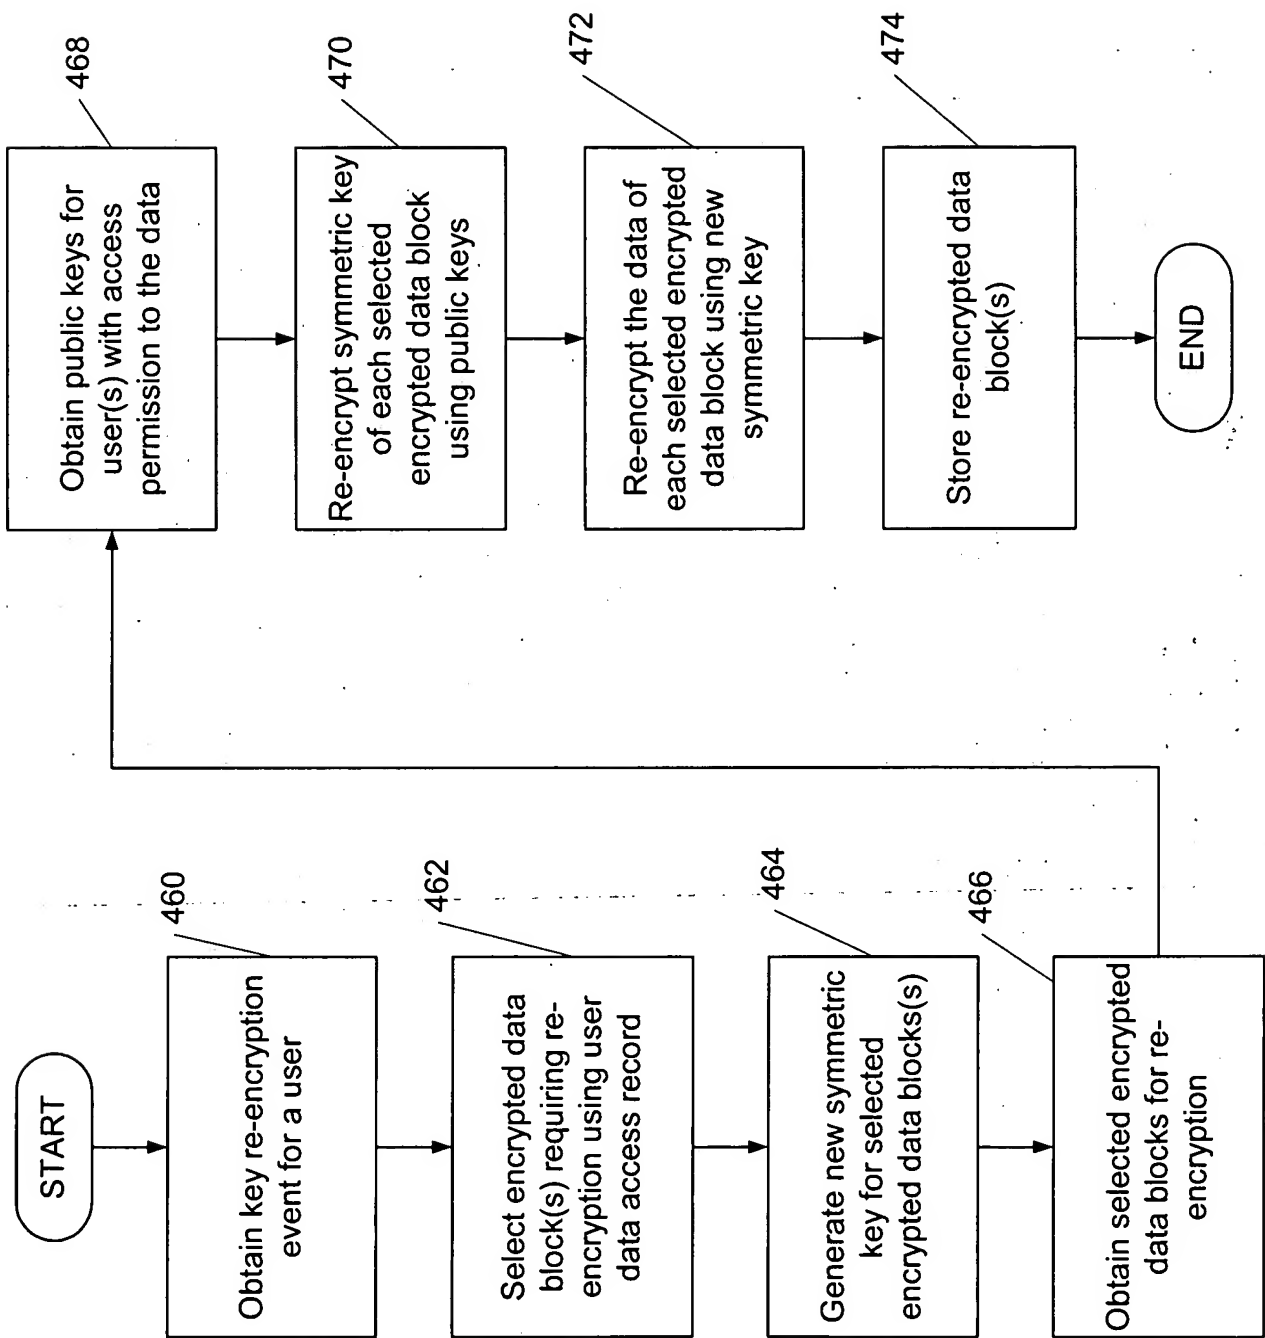 START
Obtain key re-encryption
event for a user
460
Select encrypted data
block(s) requiring re-
encryption using user
data access record
462
Generate new symmetric
key for selected
encrypted data blocks(s)
464
Obtain selected encrypted
data blocks for re-
encryption
466
Obtain public keys for
user(s) with access
permission to the data
468
Re-encrypt symmetric key
of each selected
encrypted data block
using public keys
470
Re-encrypt the data of
each selected encrypted
data block using new
symmetric key
472
Store re-encrypted data
block(s)
474
END